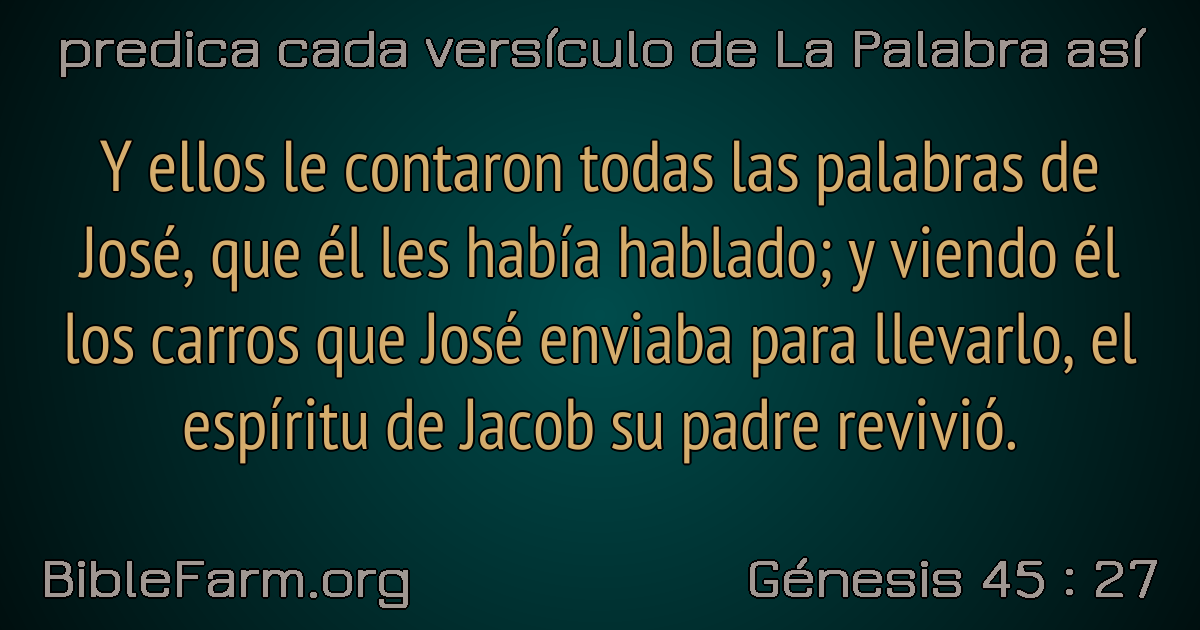 predica cada versículo de La Palabra así
Y ellos le contaron todas las palabras de
José, que él les había hablado; y viendo él
los carros que José enviaba para llevarlo, el
espíritu de Jacob su padre revivió.
BibleFarm.org
Génesis 45 : 27